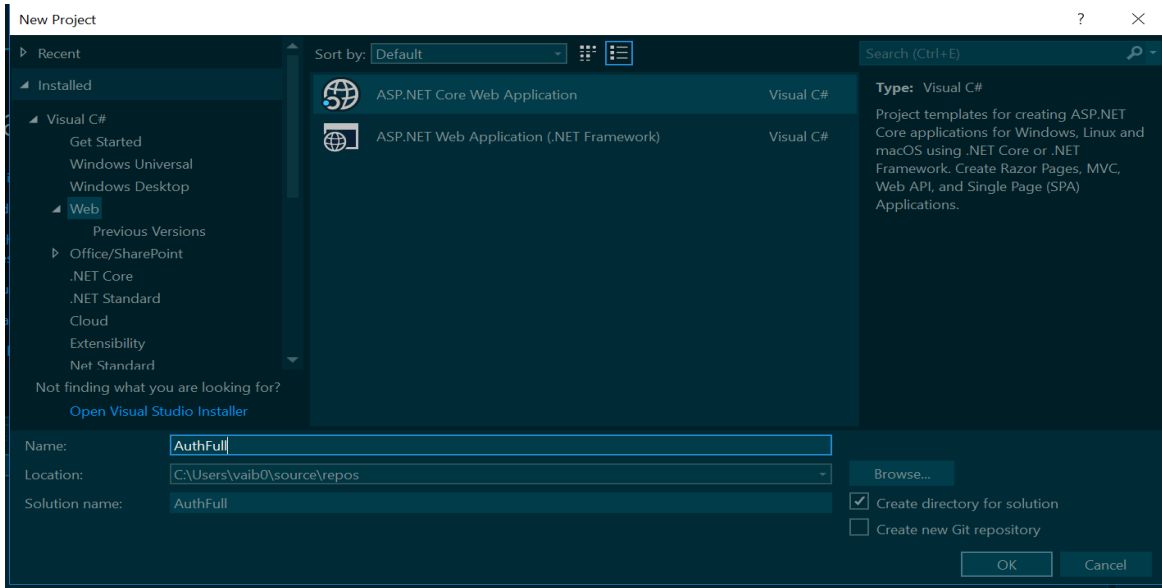 New Project
?
Recent
Installed
Visual C#
Get Started
Windows Universal
Windows Desktop
Web
Previous Versions
Office/SharePoint
.NET Core
.NET Standard
Cloud
Extensibility
Net Standard
Not finding what you are looking for?
Open Visual Studio Installer
Sort by: Default
ASP.NET Core Web Application Visual C#
ASP.NET Web Application (.NET Framework) Visual C#
Search (Ctrl+E)
Type: Visual C#
Project templates for creating ASP.NET
Core applications for Windows, Linux and
macOS using .NET Core or .NET
Framework. Create Razor Pages, MVC,
Web API, and Single Page (SPA)
Applications.
Name: AuthFull
Location: C:\Users\vaib0\source\repos
Browse...
Solution name: AuthFull
Create directory for solution
Create new Git repository
OK Cancel